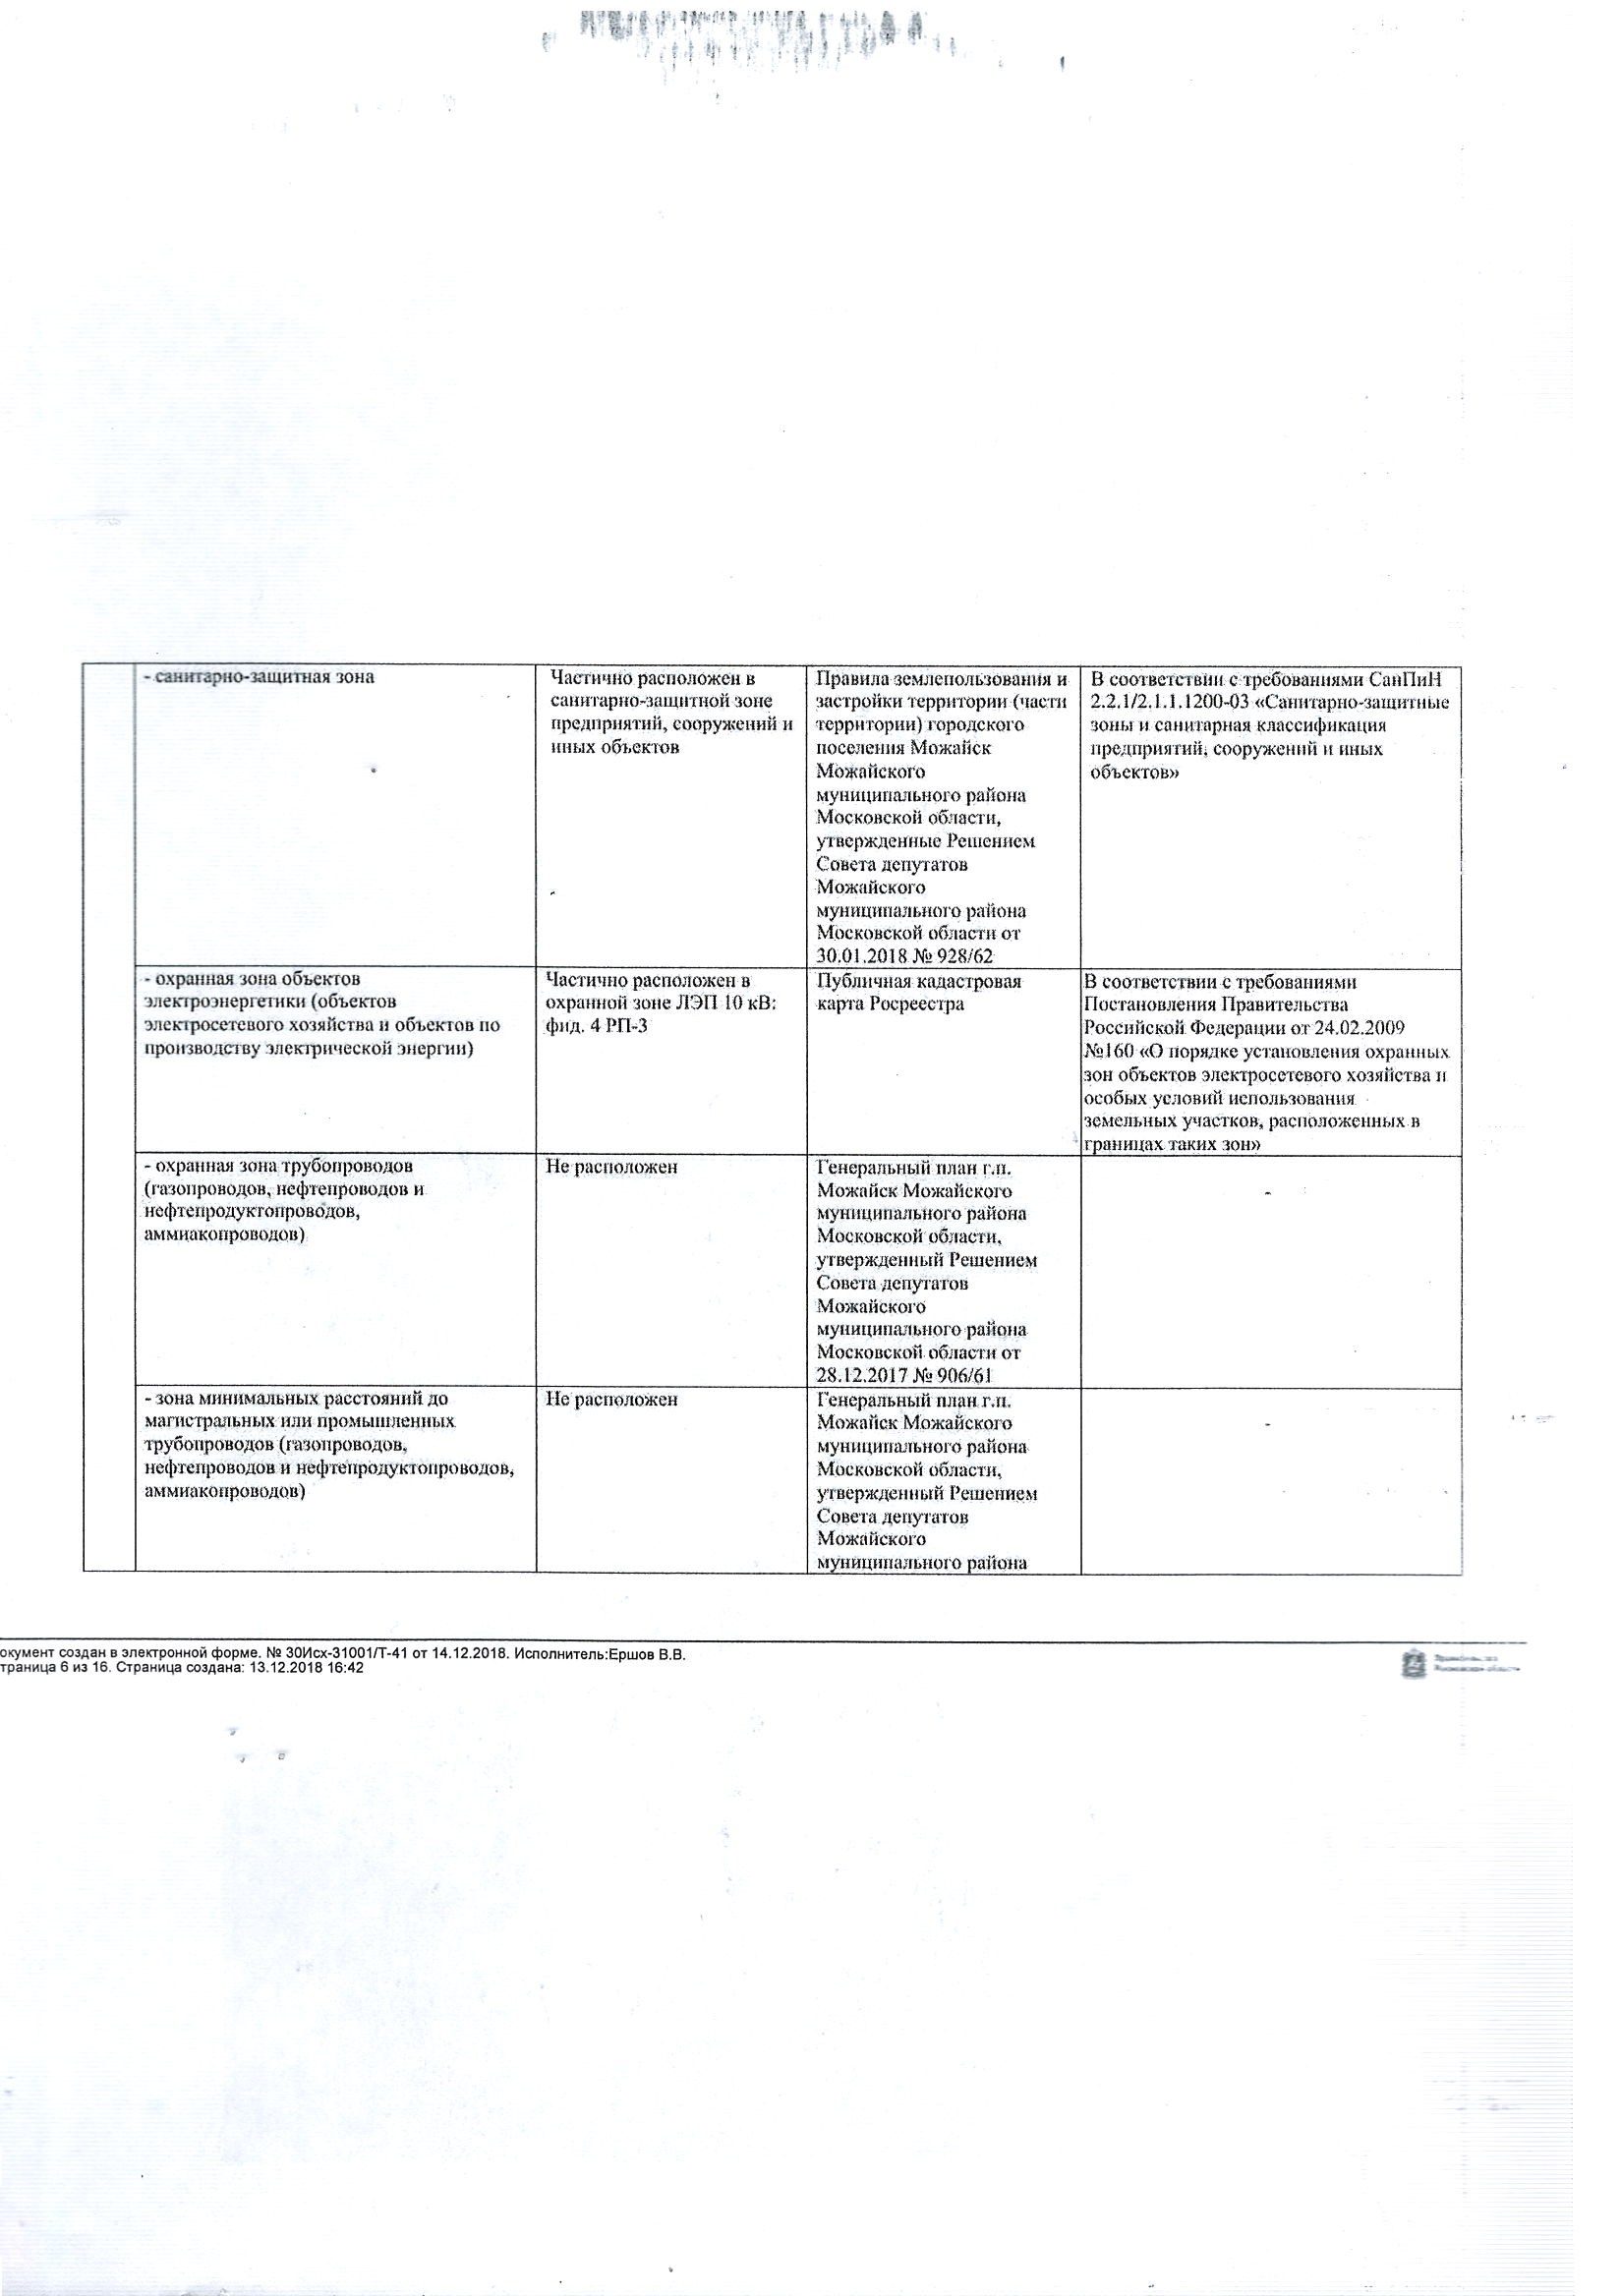 - санитарно-защитная зона
Частично расположен в
санитарно-защитной зоне
предприятий, сооружений и
иных объектов
Правила землепользования и
застройки территории (части
территории) городского
поселения Можайск
Можайского
муниципального района
Московской области,
утвержденные Решением
Совета депутатов
Можайского
муниципального района
Московской области от
30.01.2018 № 928/62
В соответствии с требованиями СанПиН
2.2.1/2.1.1.1200-03 «Санитарно-защитные
зоны и санитарная классификация
предприятий, сооружений и иных
объектов»
- охранная зона объектов
электроэнергетики (объектов
электросетевого хозяйства и объектов по
производству электрической энергии)
Частично расположен в
охранной зоне ЛЭП 10 кВ:
фид. 4 РП-3
Публичная кадастровая
карта Росреестра
В соответствии с требованиями
Постановления Правительства
Российской Федерации от 24.02.2009
№160 «О порядке установления охранных
зон объектов электросетевого хозяйства и
особых условий использования
земельных участков, расположенных в
границах таких зон»
- охранная зона трубопроводов
(газопроводов, нефтепроводов и
нефтепродуктопроводов,
аммиакопроводов)
Не расположен
Генеральный план г.п.
Можайск Можайского
муниципального района
Московской области,
утвержденный Решением
Совета депутатов
Можайского
муниципального района
Московской области от
28.12.2017 № 906/61
-
- зона минимальных расстояний до
магистральных или промышленных
трубопроводов (газопроводов,
нефтепроводов и нефтепродуктопроводов,
аммиакопроводов)
Не расположен
Генеральный план г.п.
Можайск Можайского
муниципального района
Московской области,
утвержденный Решением
Совета депутатов
Можайского
муниципального района
-
окумент создан в электронной форме. № 30Исх-31001/Т-41 от 14.12.2018. Исполнитель:Ершов В.В.
траница 6 из 16. Страница создана: 13.12.2018 16:42